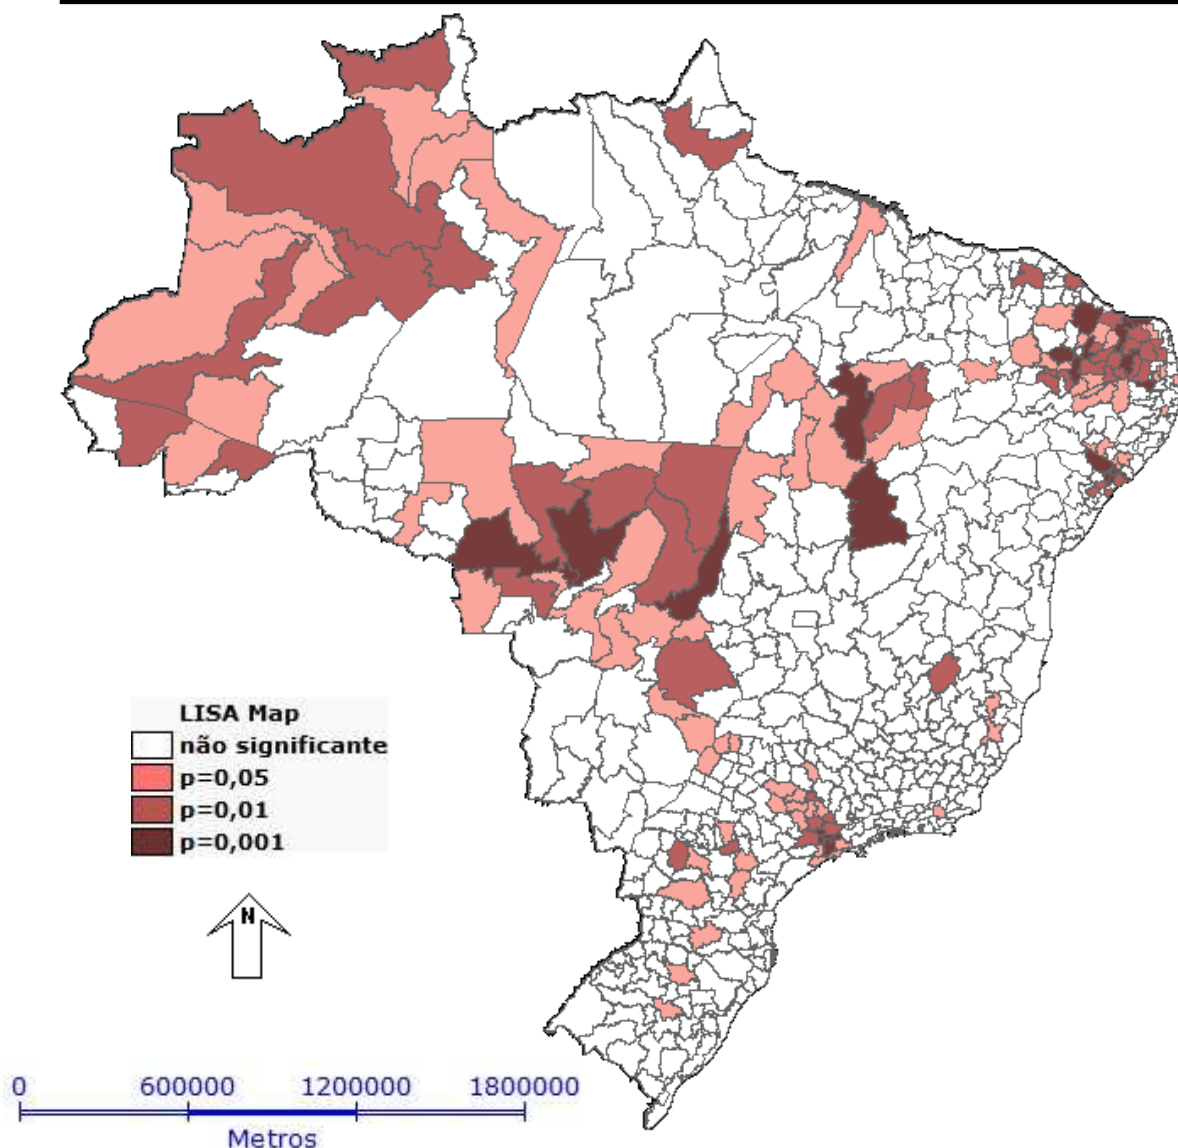 LISA Map
não significante
p=0,05
p=0,01
p=0,001
N
0 600000 1200000 1800000
Metros